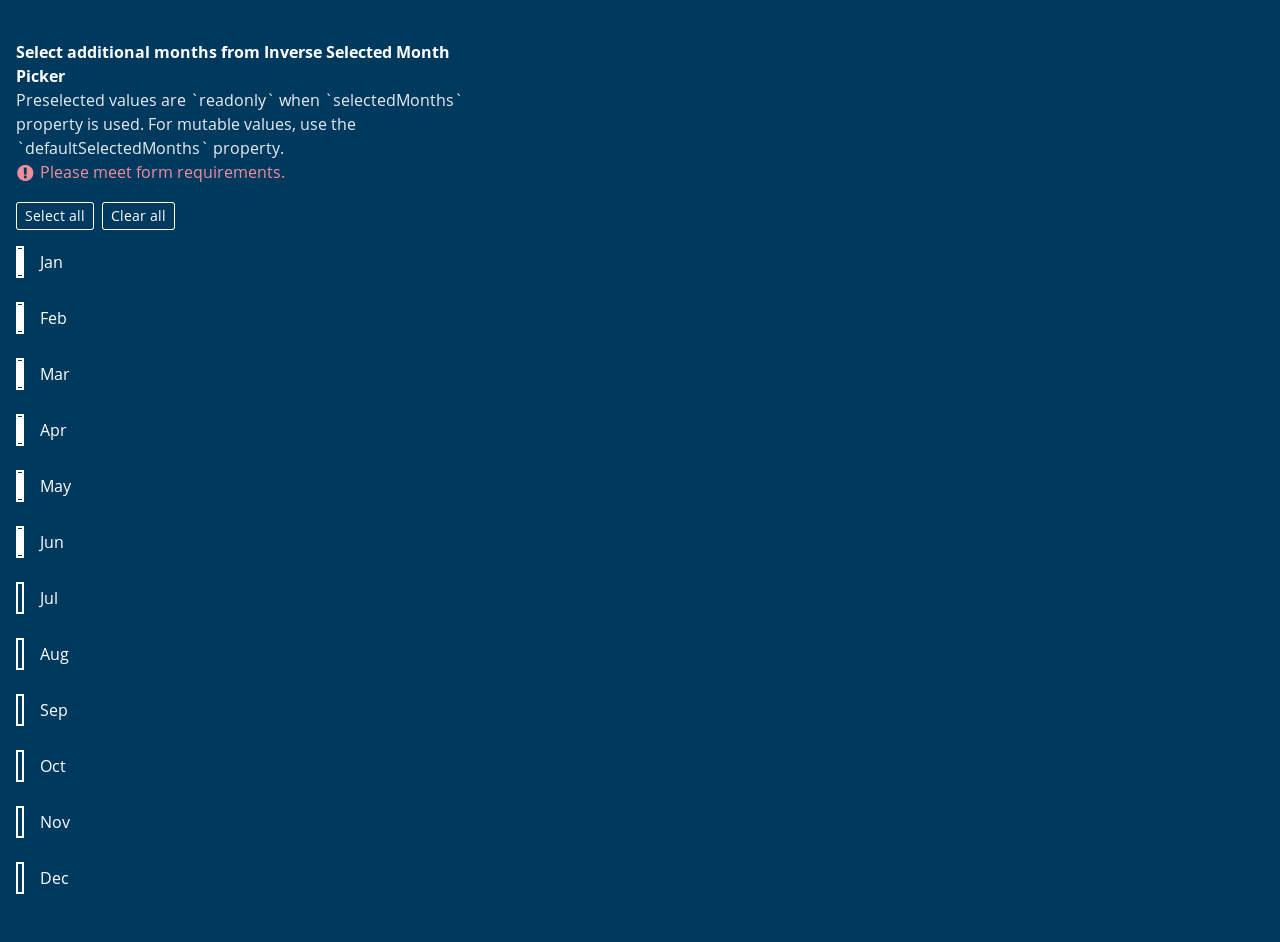 Select additional months from Inverse Selected Month
Picker
Preselected values are `readonly` when `selectedMonths`
property is used. For mutable values, use the
`defaultSelectedMonths` property.
Please meet form requirements.
Select all Clear all
Jan
Feb
Mar
Apr
May
Jun
Jul
Aug
Sep
Oct
Nov
Dec